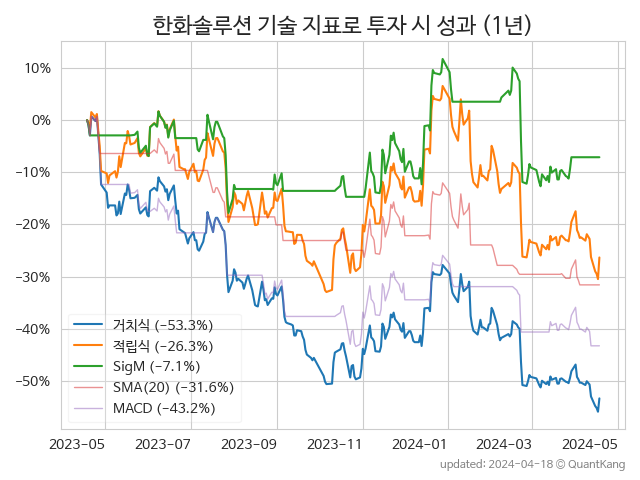 한화솔루션 기술 지표로 투자 시 성과 (1년)
10%
0%
−10%
−20%
−30%
−40%
−50%
거치식 (−53.3%)
적립식 (−26.3%)
SigM (−7.1%)
SMA(20) (−31.6%)
MACD (−43.2%)
2023-05 2023-07 2023-09 2023-11 2024-01 2024-03 2024-05
updated: 2024-04-18 © QuantKang